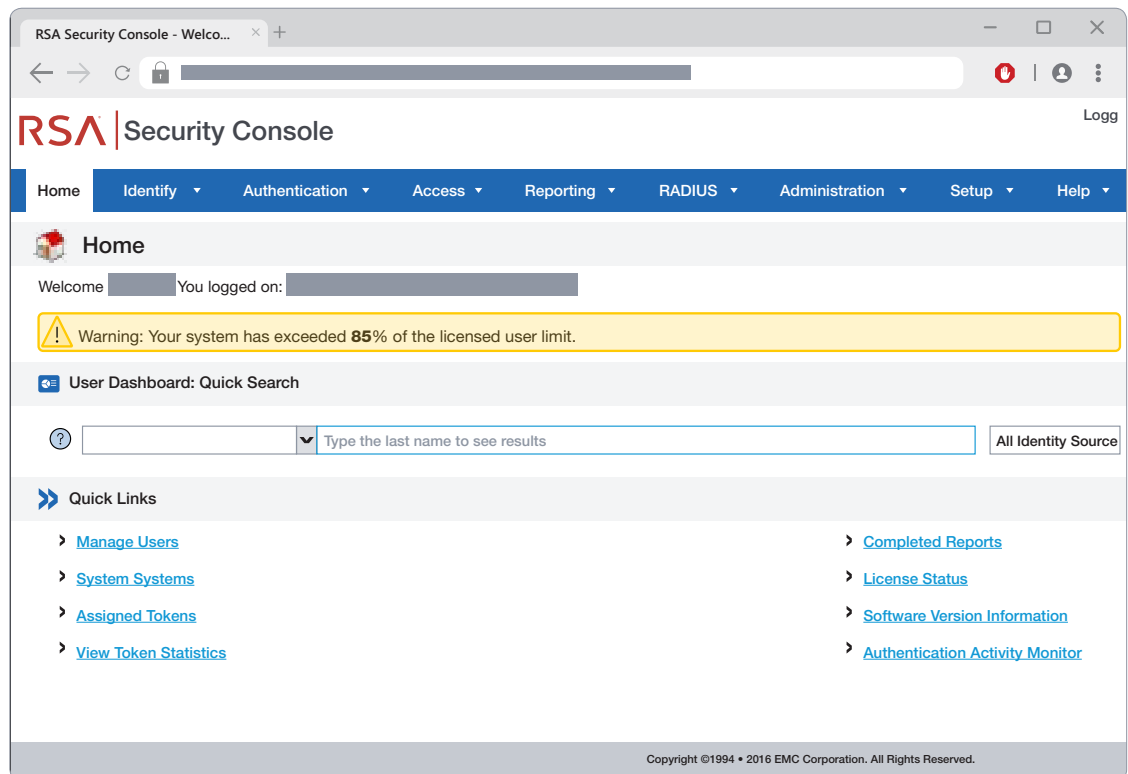 RSA Security Console - Welco...
Logg
RSA Security Console
Home Identify Authentication Access Reporting RADIUS Administration Setup Help
Home
Welcome You logged on:
Warning: Your system has exceeded 85% of the licensed user limit.
User Dashboard: Quick Search
? Type the last name to see results All Identity Source
Quick Links
Manage Users
System Systems
Assigned Tokens
View Token Statistics
Completed Reports
License Status
Software Version Information
Authentication Activity Monitor
Copyright ©1994 • 2016 EMC Corporation. All Rights Reserved.